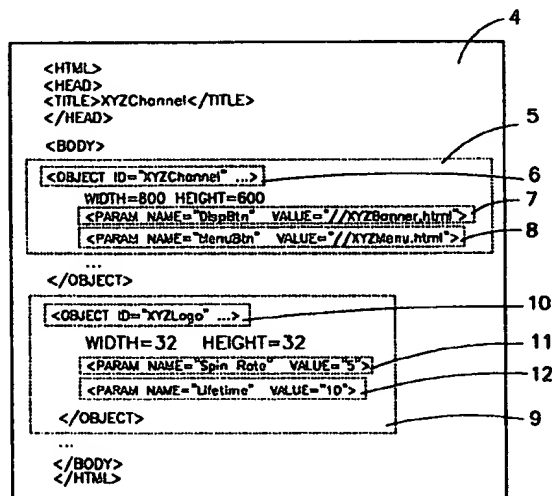 4
<HTML>
<HEAD>
<TITLE>XYZChannel</TITLE>
</HEAD>
<BODY>
5
<OBJECT ID="XYZChannel" ...>
6
WIDTH=800 HEIGHT=600
<PARAM NAME="DispBtn" VALUE="//XYZBanner.html">
7
<PARAM NAME="MenuBtn" VALUE="//XYZMenu.html">
8
...
</OBJECT>
<OBJECT ID="XYZLogo" ...>
10
WIDTH=32 HEIGHT=32
11
<PARAM NAME="Spin Rate" VALUE="5">
<PARAM NAME="Lifetime" VALUE="10">
12
</OBJECT>
9
...
</BODY>
</HTML>